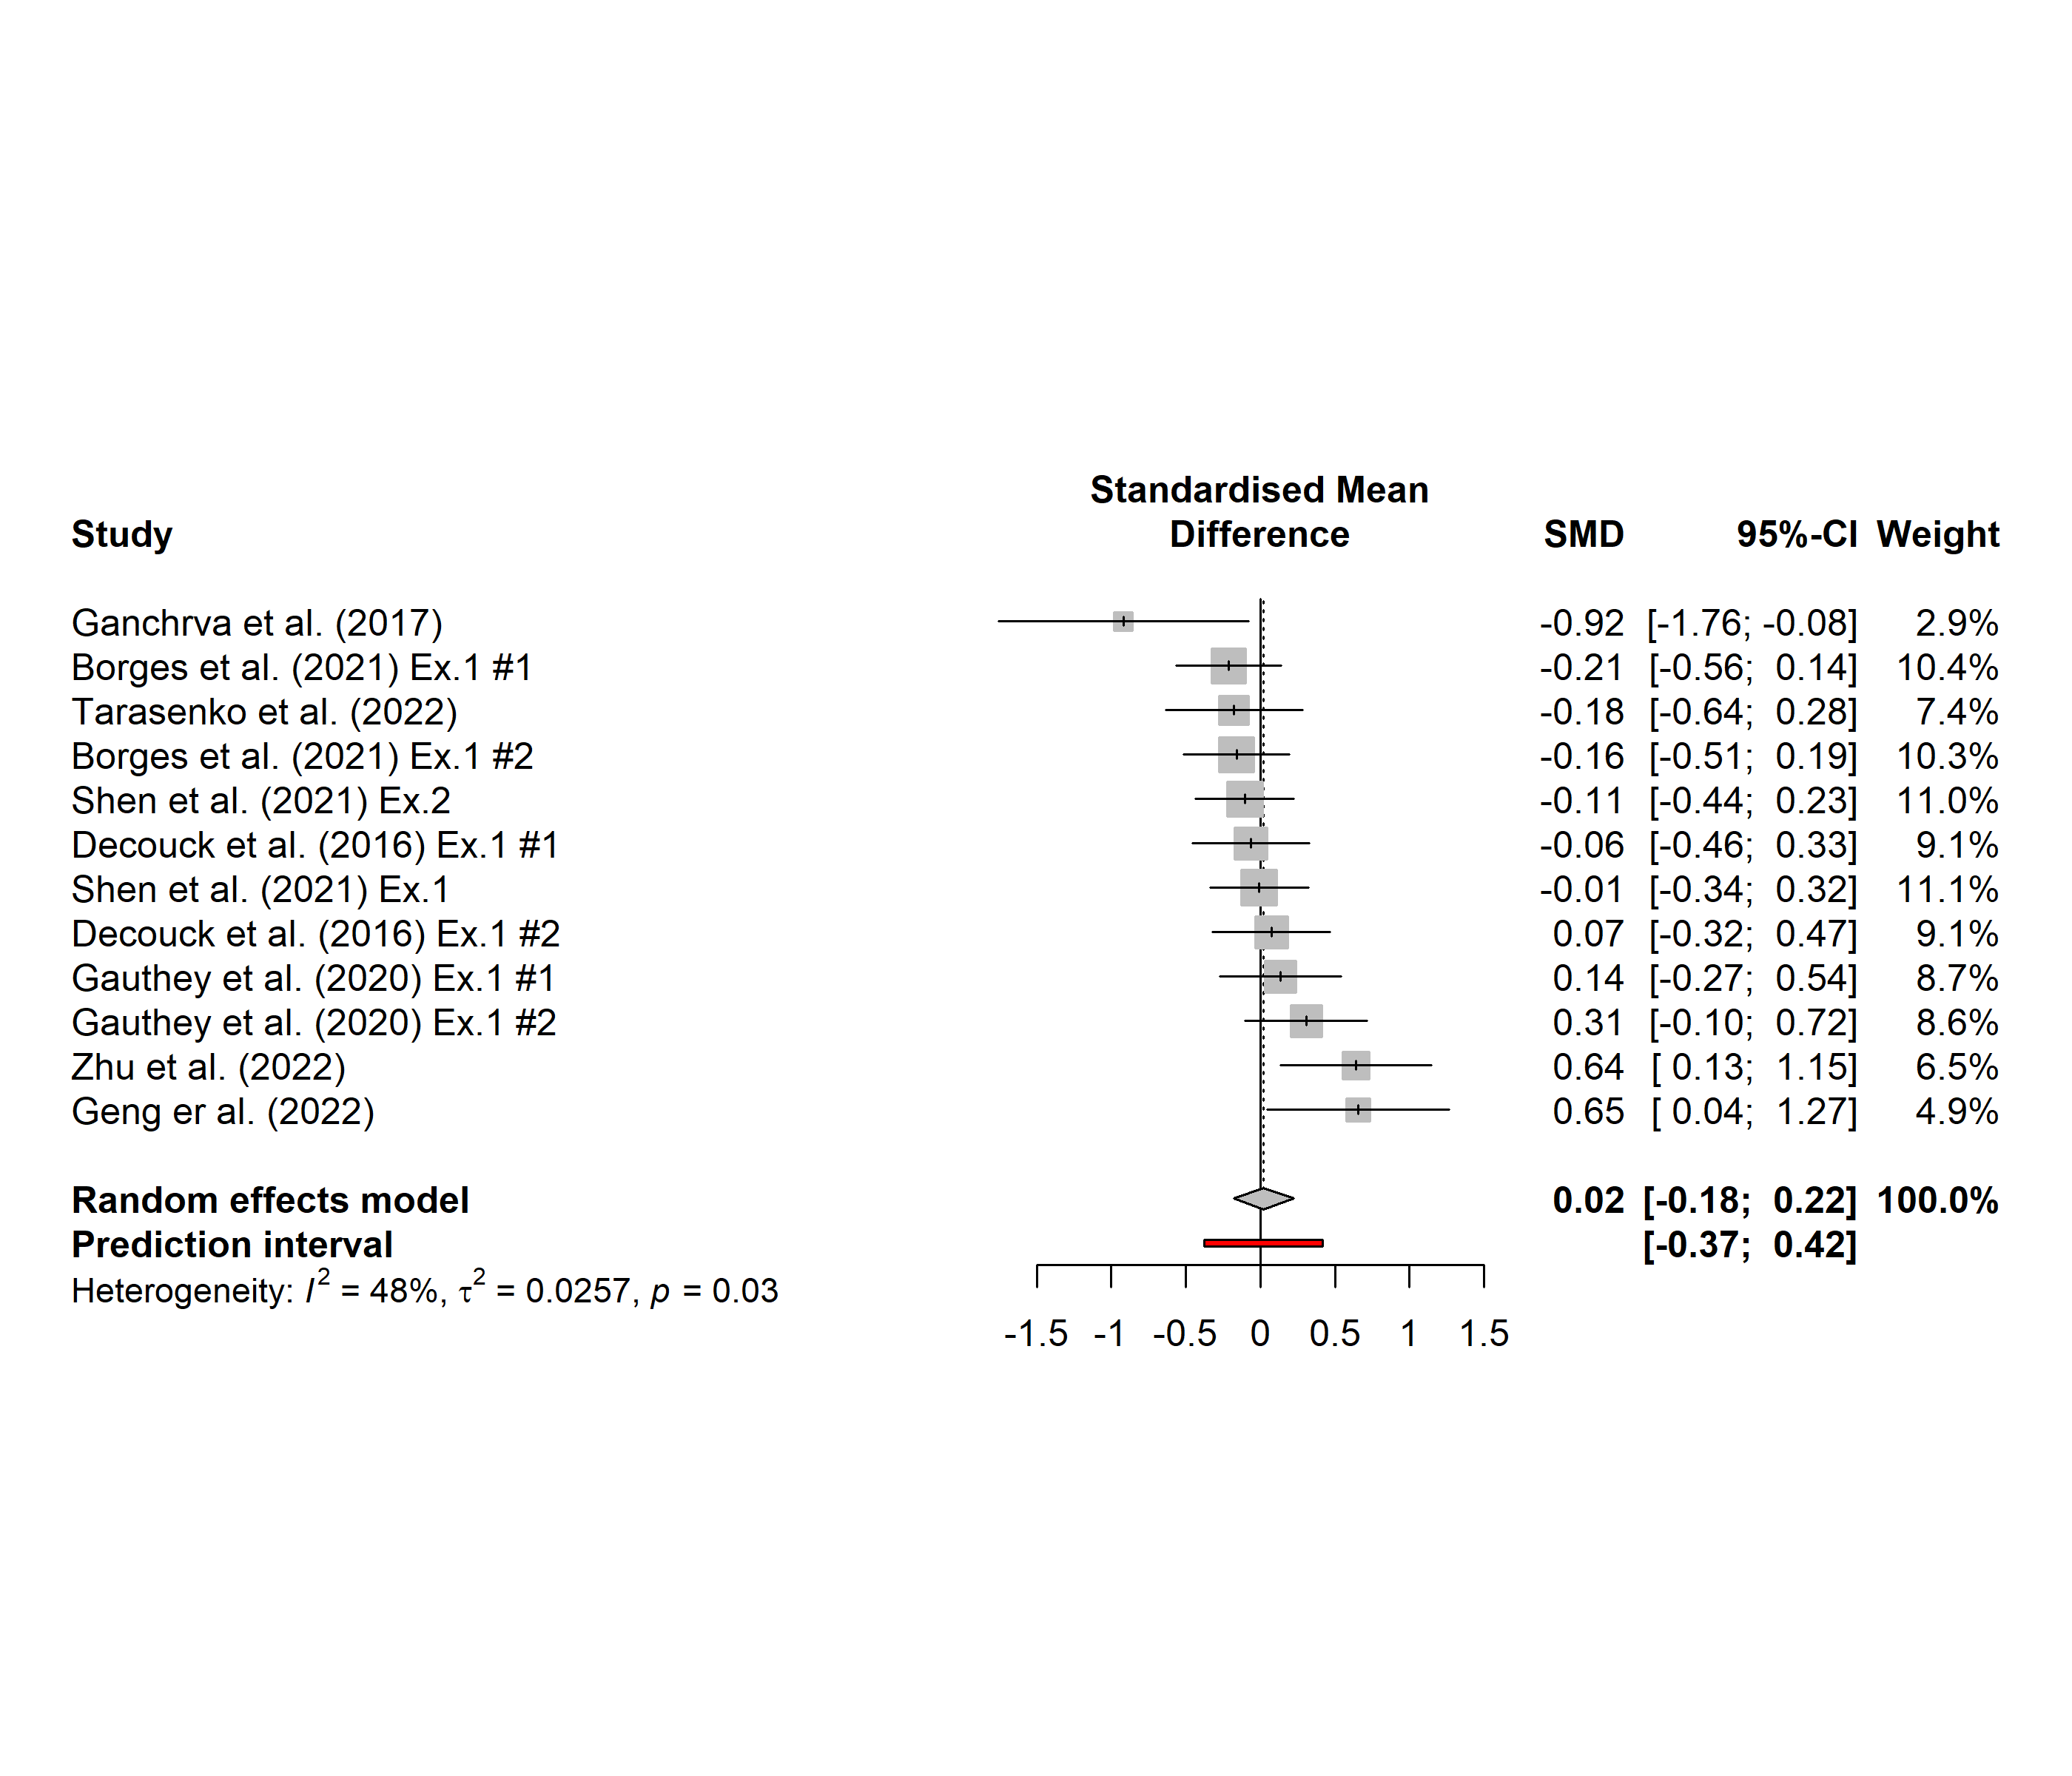 Standardised Mean
Study Difference SMD 95%-CI Weight
Ganchrva et al. (2017) -0.92 [-1.76; -0.08] 2.9%
Borges et al. (2021) Ex.1 #1 -0.21 [-0.56; 0.14] 10.4%
Tarasenko et al. (2022) -0.18 [-0.64; 0.28] 7.4%
Borges et al. (2021) Ex.1 #2 -0.16 [-0.51; 0.19] 10.3%
Shen et al. (2021) Ex.2 -0.11 [-0.44; 0.23] 11.0%
Decouck et al. (2016) Ex.1 #1 -0.06 [-0.46; 0.33] 9.1%
Shen et al. (2021) Ex.1 -0.01 [-0.34; 0.32] 11.1%
Decouck et al. (2016) Ex.1 #2 0.07 [-0.32; 0.47] 9.1%
Gauthey et al. (2020) Ex.1 #1 0.14 [-0.27; 0.54] 8.7%
Gauthey et al. (2020) Ex.1 #2 0.31 [-0.10; 0.72] 8.6%
Zhu et al. (2022) 0.64 [ 0.13; 1.15] 6.5%
Geng er al. (2022) 0.65 [ 0.04; 1.27] 4.9%
Random effects model 0.02 [-0.18; 0.22] 100.0%
Prediction interval [-0.37; 0.42]
Heterogeneity: I² = 48%, τ² = 0.0257, p = 0.03
-1.5 -1 -0.5 0 0.5 1 1.5